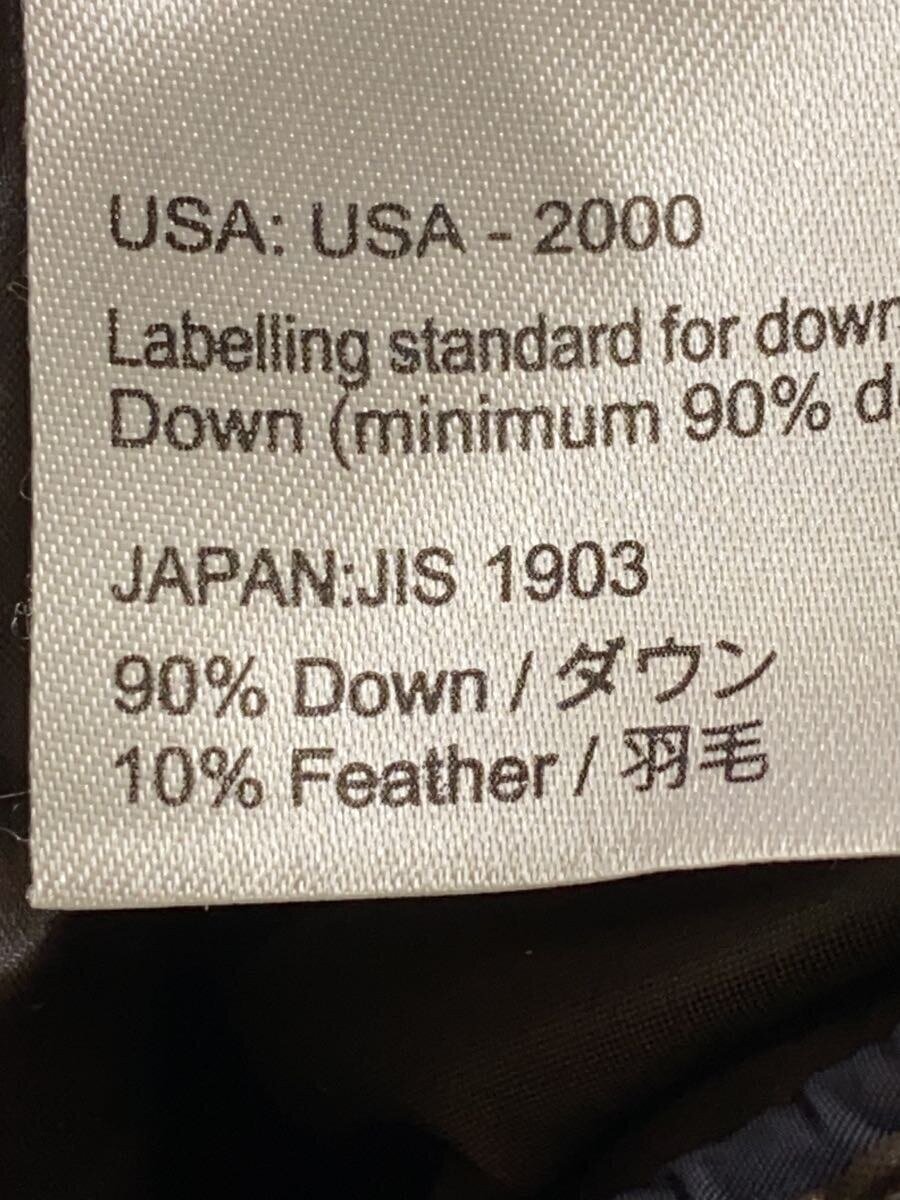 USA: USA - 2000
Labelling standard for down
Down (minimum 90%
JAPAN:JIS 1903
90% Down / ダウン
10% Feather / 羽毛